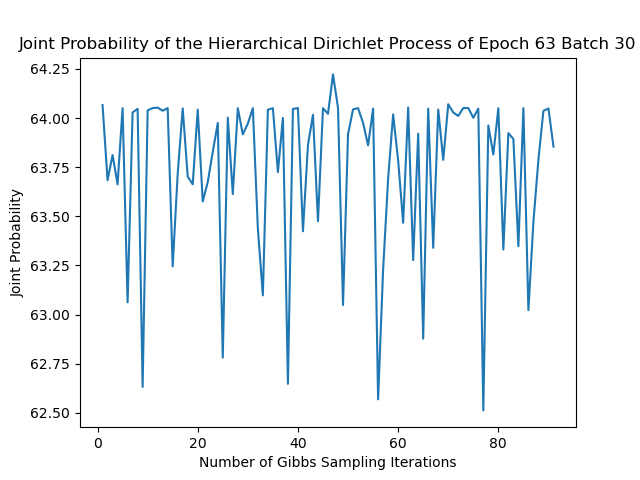 Joint Probability of the Hierarchical Dirichlet Process of Epoch 63 Batch 30
64.25
64.00
63.75
63.50
63.25
63.00
62.75
62.50
Joint Probability
0 20 40 60 80
Number of Gibbs Sampling Iterations